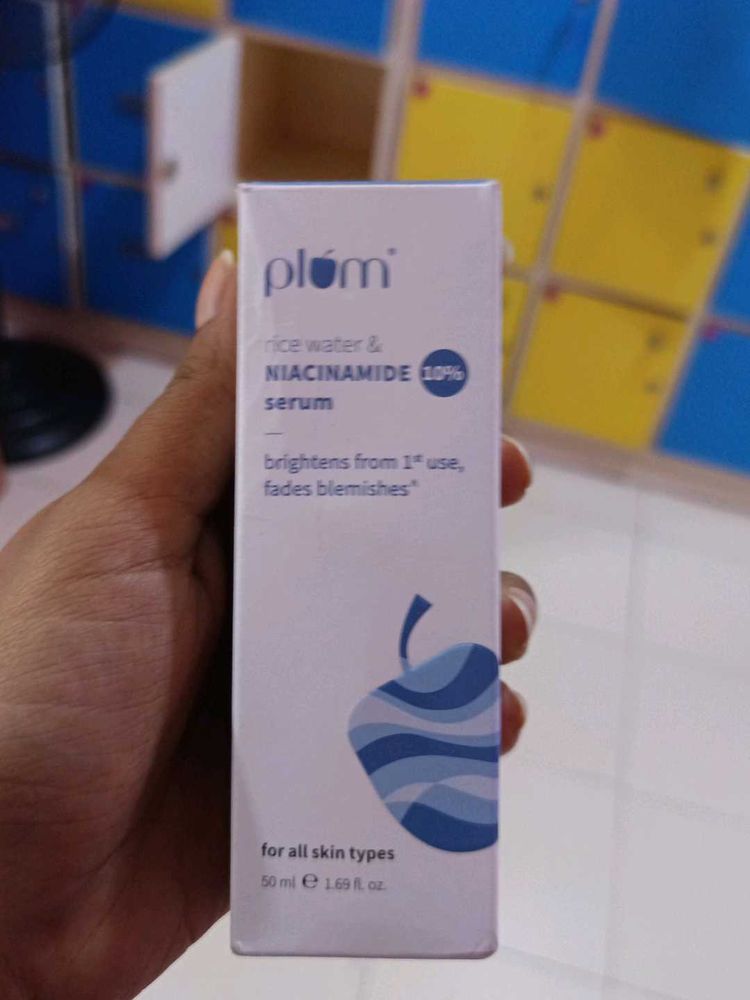 plum®
rice water &
NIACINAMIDE 10%
serum
brightens from 1st use,
fades blemishes*
for all skin types
50 ml ℮ 1.69 fl. oz.